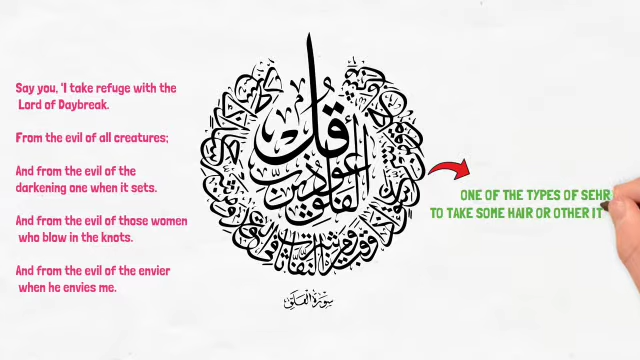 Say you, 'I take refuge with the
Lord of Daybreak.
From the evil of all creatures;
And from the evil of the
darkening one when it sets.
And from the evil of those women
who blow in the knots.
And from the evil of the envier
when he envies me.
قل
أعوذ برب
الفلق
سورة الفلق
ONE OF THE TYPES OF SEHR
TO TAKE SOME HAIR OR OTHER IT